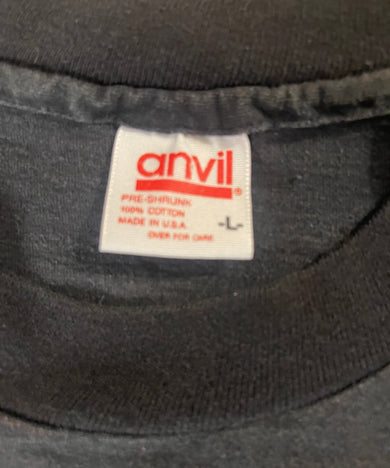 anvil®
PRE-SHRUNK
100% COTTON
MADE IN U.S.A.
-L-
OVER FOR CARE